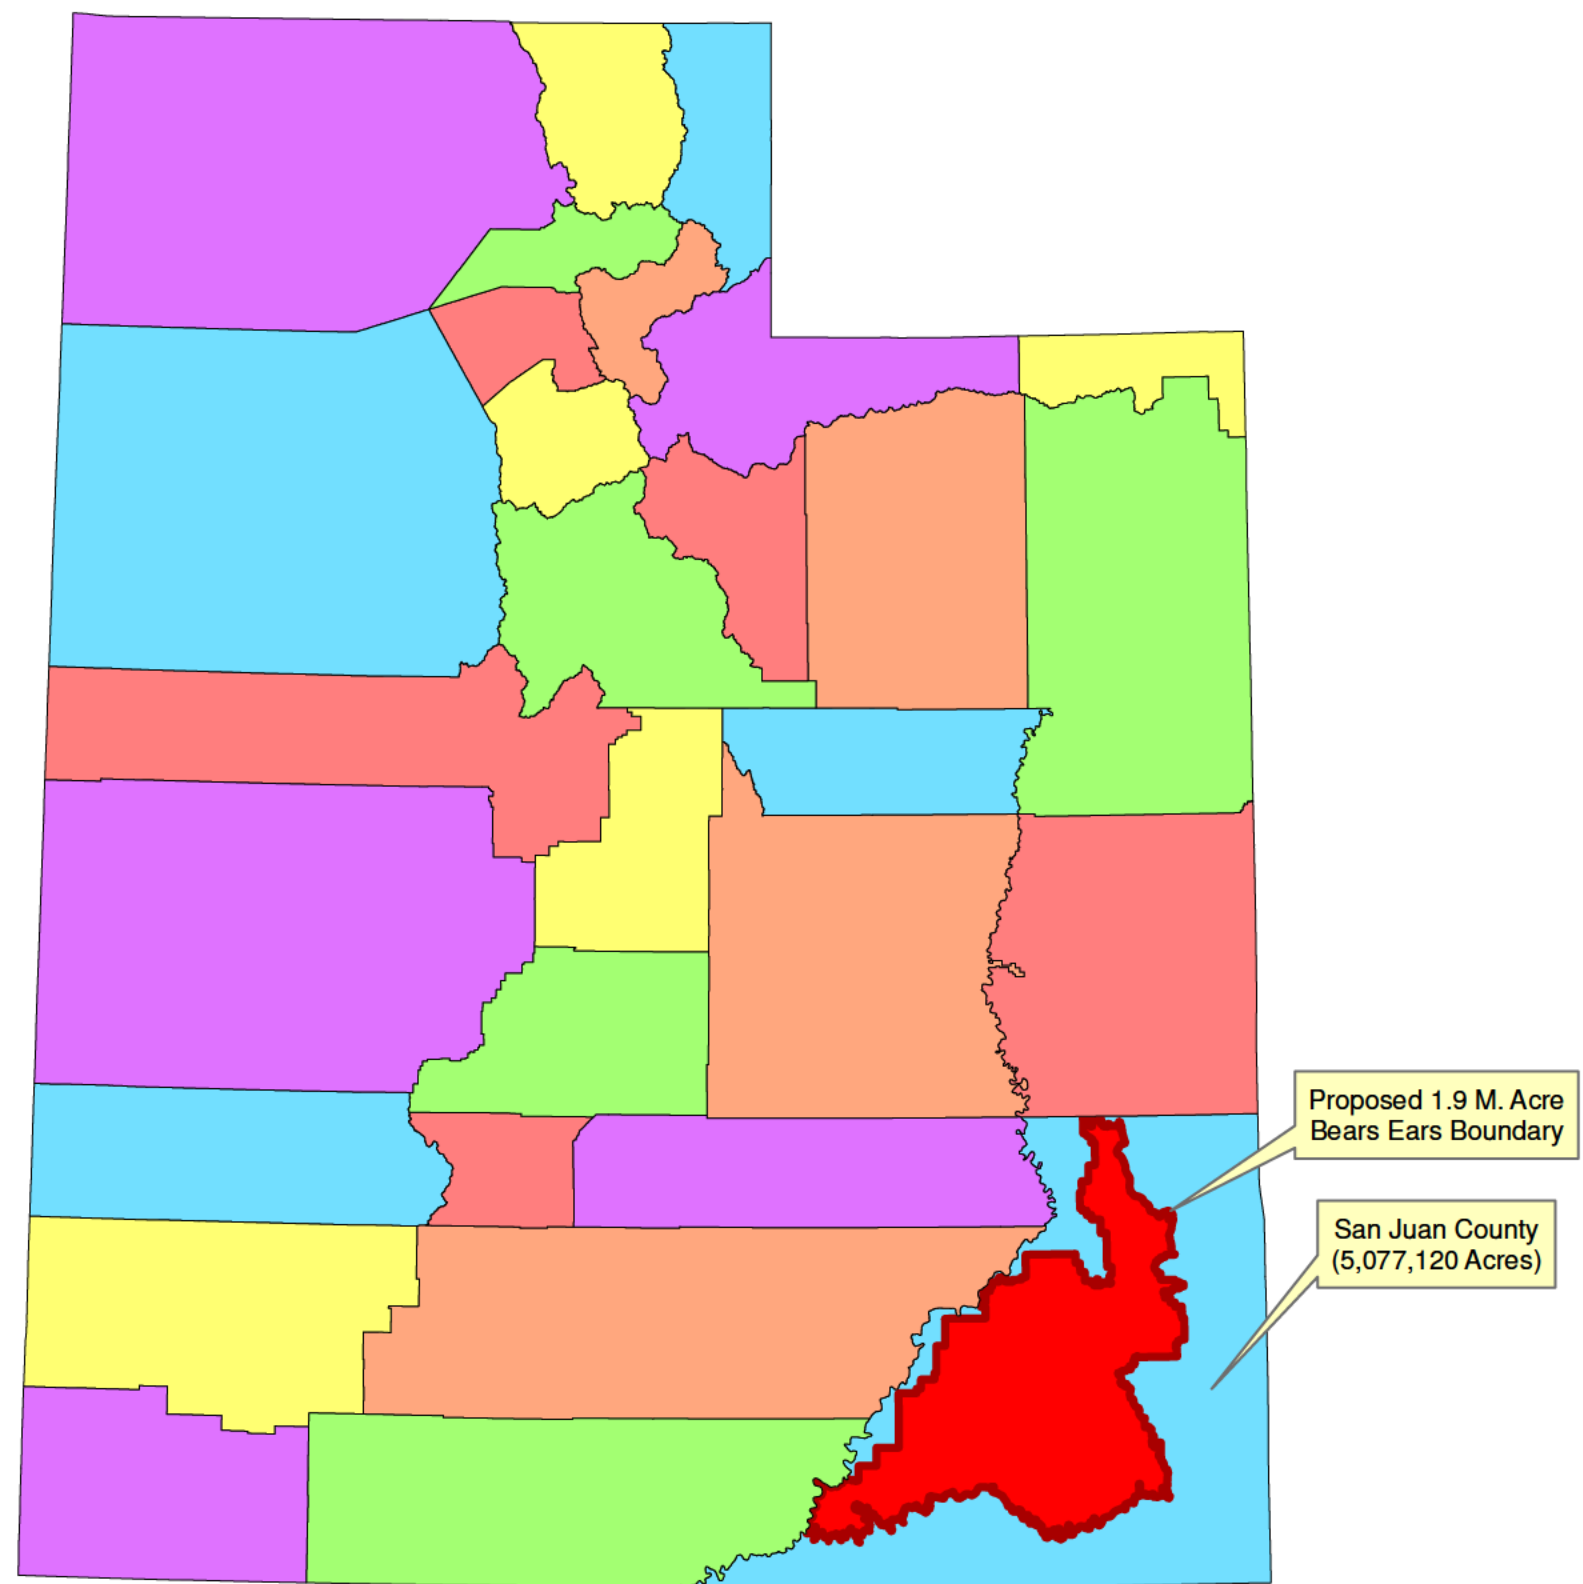 Proposed 1.9 M. Acre
Bears Ears Boundary
San Juan County
(5,077,120 Acres)